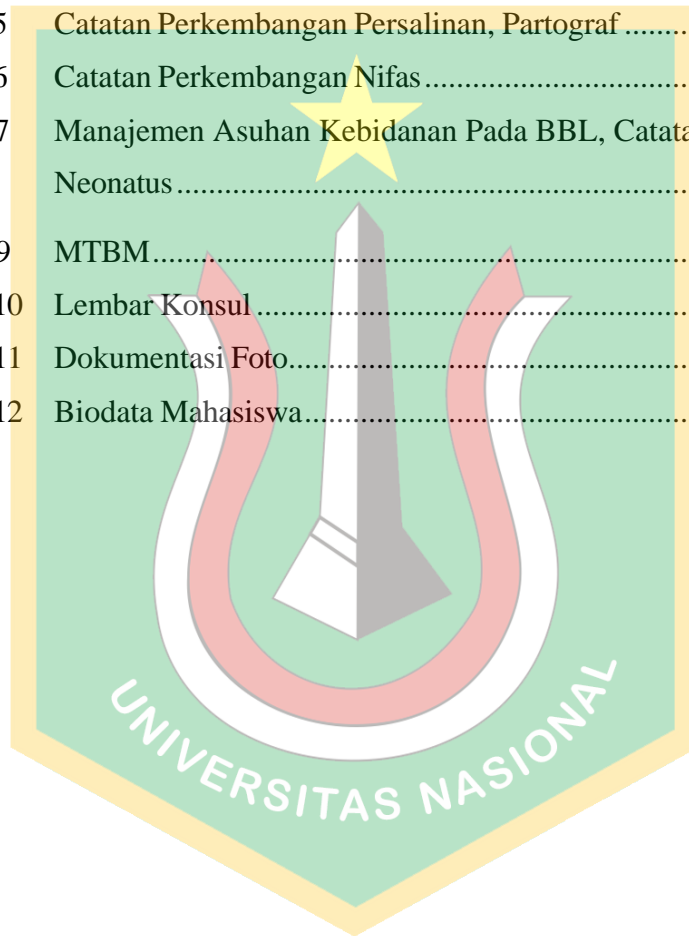 5 Catatan Perkembangan Persalinan, Partograf ........
6 Catatan Perkembangan Nifas .................................
7 Manajemen Asuhan Kebidanan Pada BBL,
Neonatus .................................................................
9 MTBM ....................................................................
10 Lembar Konsul .......................................................
11 Dokumentasi Foto ..................................................
12 Biodata Mahasiswa ................................................
UNIVERSITAS NASIONAL